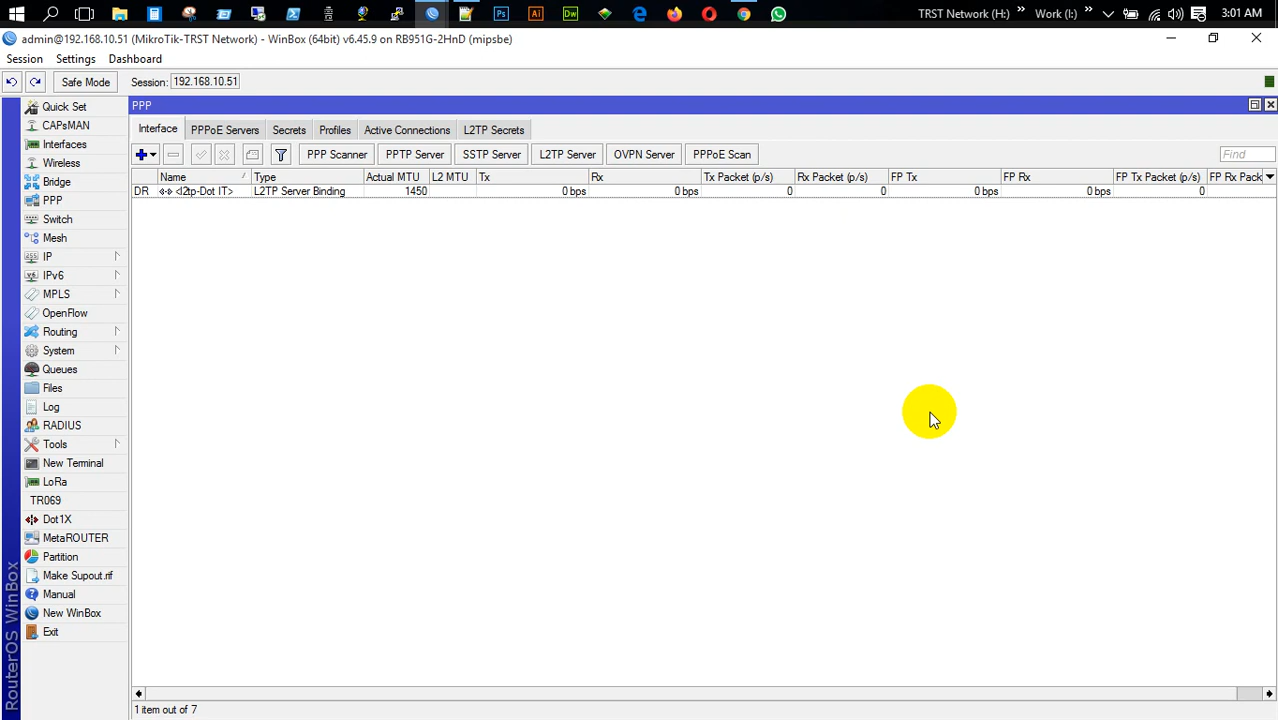 TRST Network (H:) » Work (I:) » 3:01 AM
admin@192.168.10.51 (MikroTik-TRST Network) - WinBox (64bit) v6.45.9 on RB951G-2HnD (mipsbe)
Session Settings Dashboard
Safe Mode Session: 192.168.10.51
PPP
Interface PPPoE Servers Secrets Profiles Active Connections L2TP Secrets
PPP Scanner PPTP Server SSTP Server L2TP Server OVPN Server PPPoE Scan Find
Name Type Actual MTU L2 MTU Tx Rx Tx Packet (p/s) Rx Packet (p/s) FP Tx FP Rx FP Tx Packet (p/s) FP Rx Pack
DR <l2tp-Dot IT> L2TP Server Binding 1450 0 bps 0 bps 0 0 0 bps 0 bps 0
Quick Set
CAPsMAN
Interfaces
Wireless
Bridge
PPP
Switch
Mesh
IP
IPv6
MPLS
OpenFlow
Routing
System
Queues
Files
Log
RADIUS
Tools
New Terminal
LoRa
TR069
Dot1X
MetaROUTER
Partition
Make Supout.rif
Manual
New WinBox
Exit
RouterOS WinBox
1 item out of 7